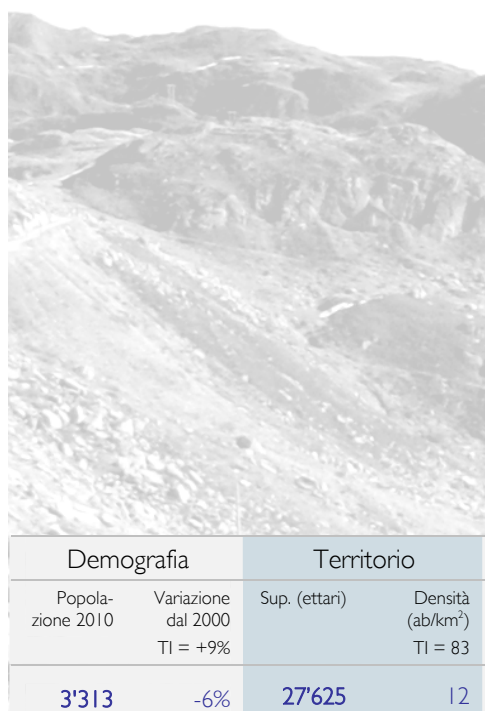 Demografia Territorio
Popola- Variazione Sup. (ettari) Densità
zione 2010 dal 2000 (ab/km²)
TI = +9% TI = 83
3'313 -6% 27'625 12